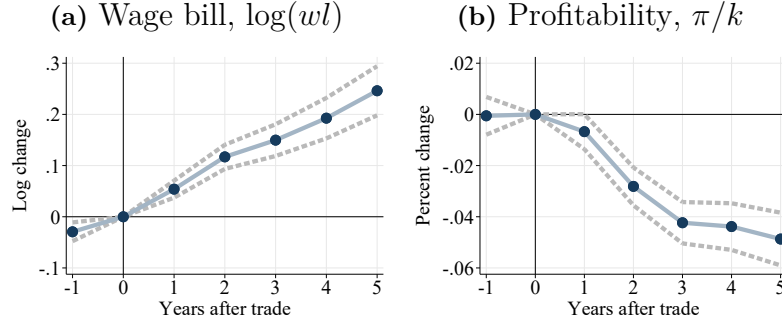 (a) Wage bill, log(wl)
.3
.2
.1
0
-.1
Log change
-1 0 1 2 3 4 5
Years after trade
(b) Profitability, π/k
.02
0
-.02
-.04
-.06
Percent change
-1 0 1 2 3 4 5
Years after trade